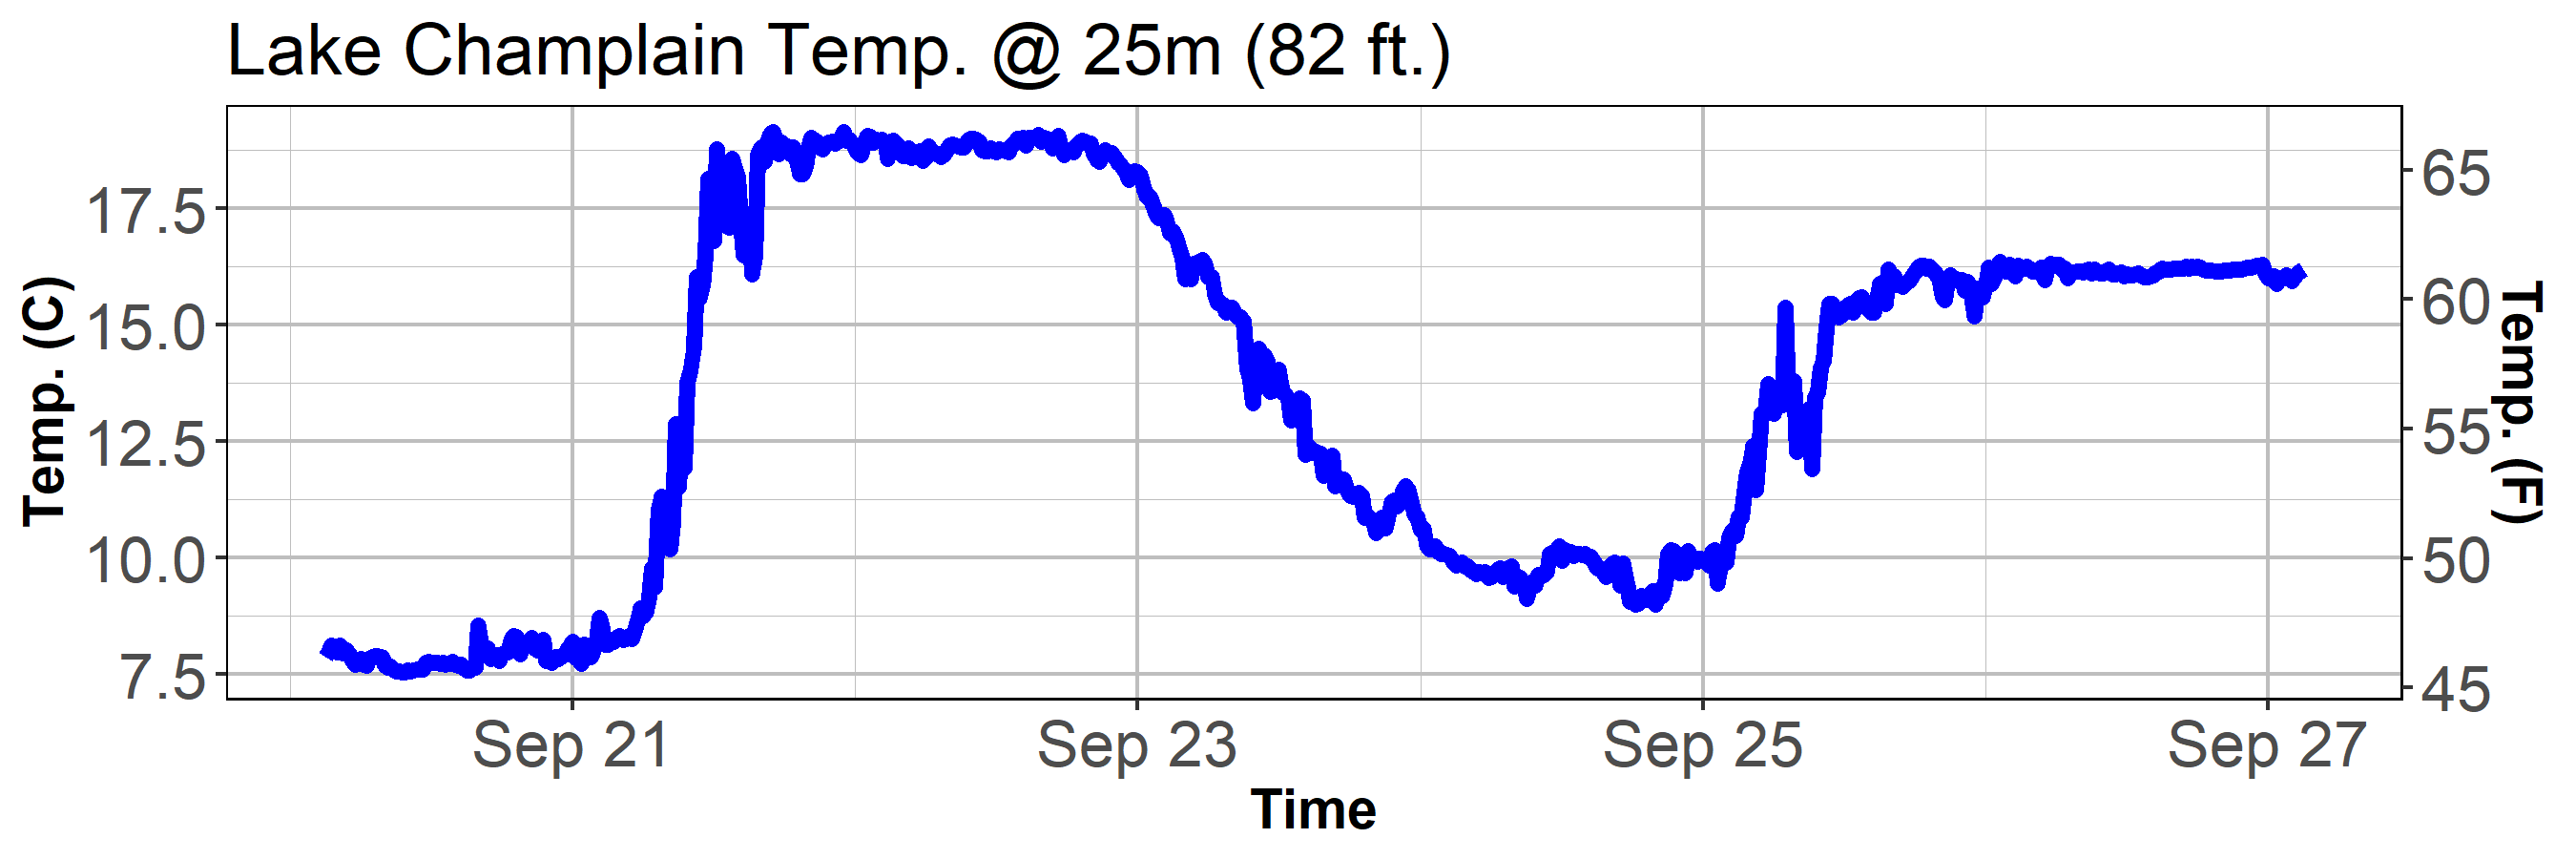 Lake Champlain Temp. @ 25m (82 ft.)
Temp. (C)
17.5
15.0
12.5
10.0
7.5
65
60
55
50
45
Temp. (F)
Sep 21 Sep 23 Sep 25 Sep 27
Time